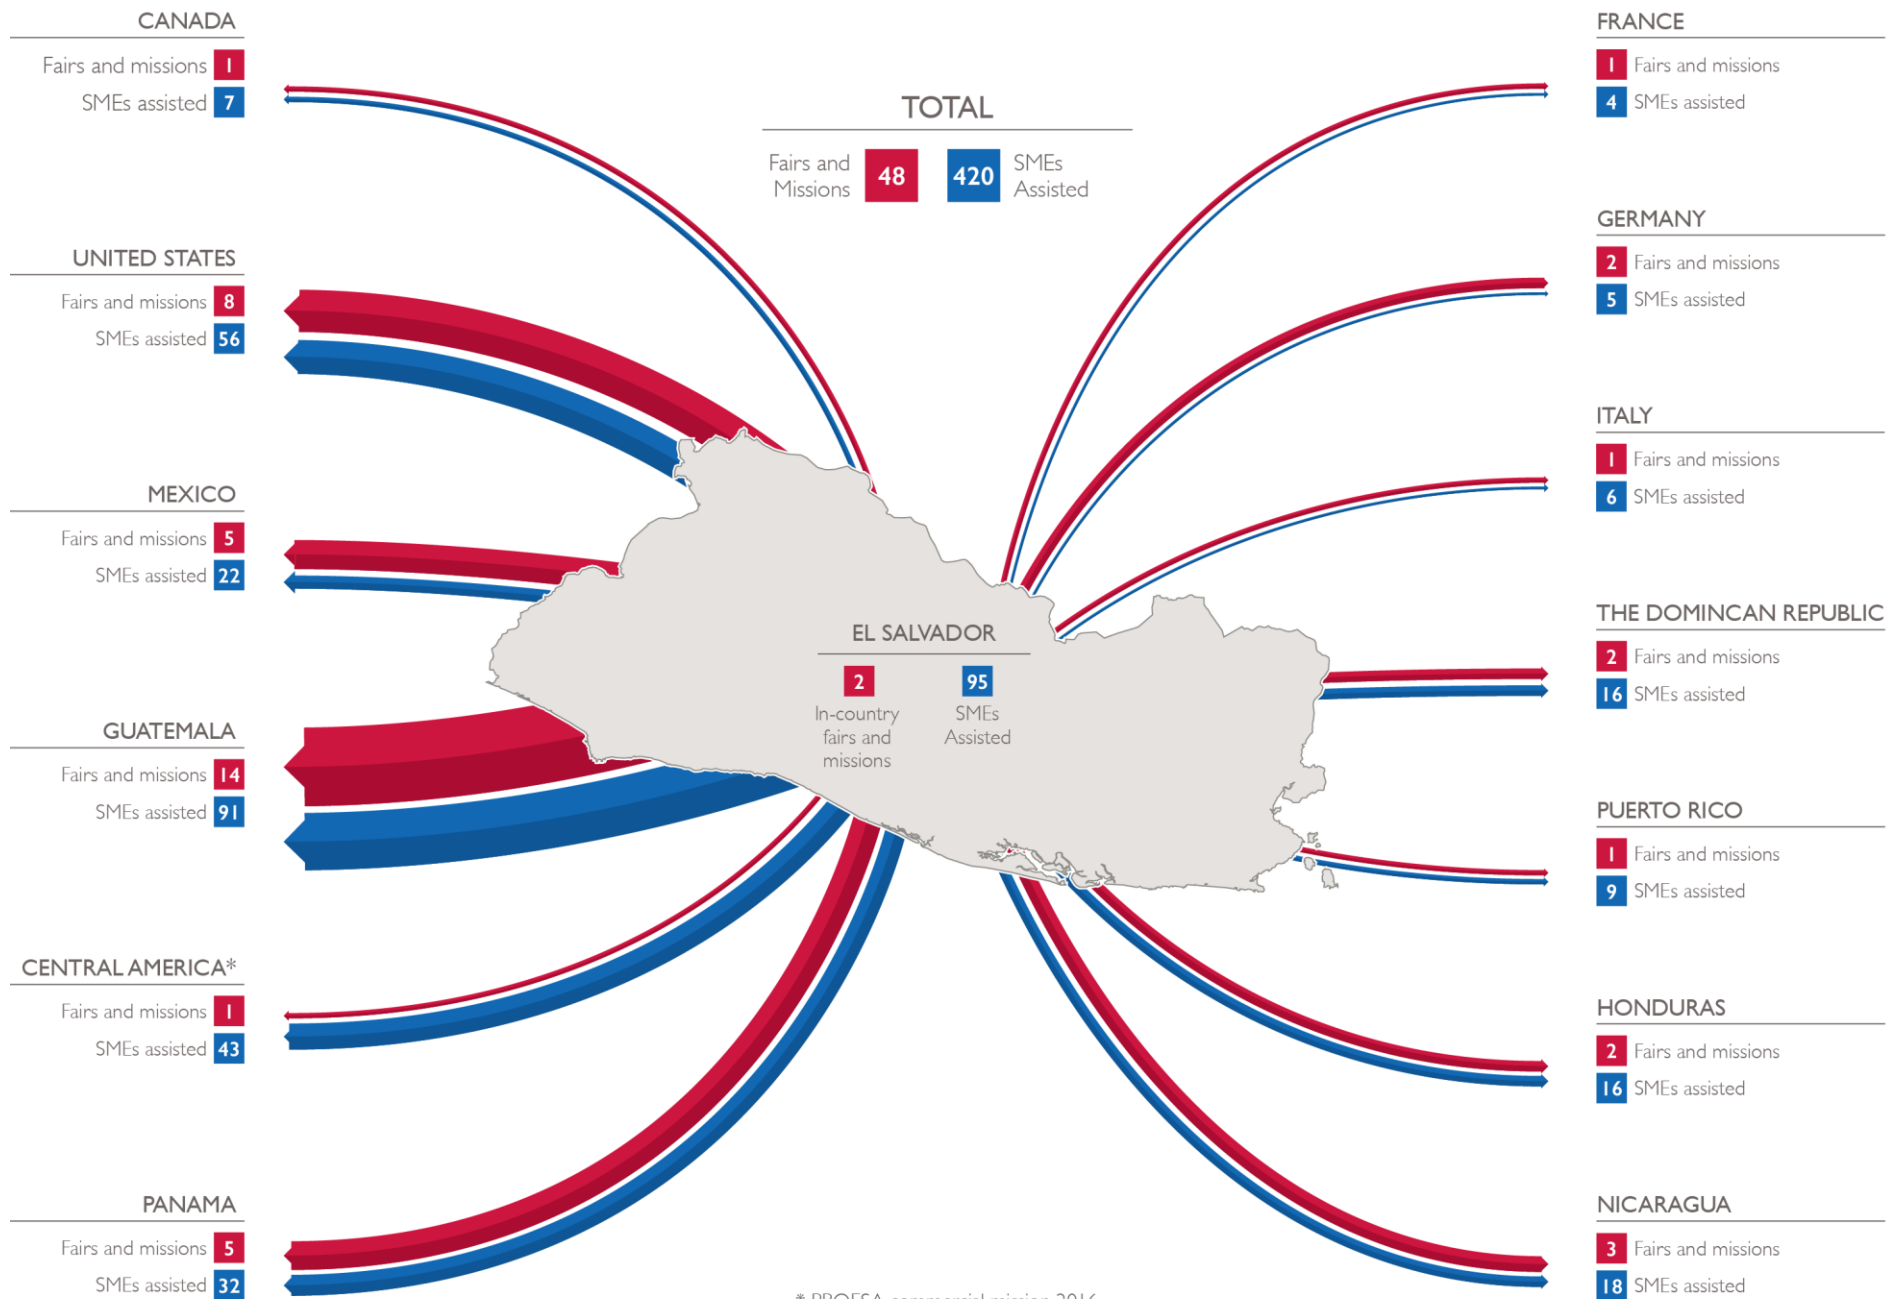 CANADA
Fairs and missions 1
SMEs assisted 7
UNITED STATES
Fairs and missions 8
SMEs assisted 56
MEXICO
Fairs and missions 5
SMEs assisted 22
GUATEMALA
Fairs and missions 14
SMEs assisted 91
CENTRAL AMERICA*
Fairs and missions 1
SMEs assisted 43
PANAMA
Fairs and missions 5
SMEs assisted 32
TOTAL
Fairs and
Missions
48
420
SMEs
Assisted
EL SALVADOR
2
In-country
fairs and
missions
95
SMEs
Assisted
FRANCE
1 Fairs and missions
4 SMEs assisted
GERMANY
2 Fairs and missions
5 SMEs assisted
ITALY
1 Fairs and missions
6 SMEs assisted
THE DOMINCAN REPUBLIC
2 Fairs and missions
16 SMEs assisted
PUERTO RICO
1 Fairs and missions
9 SMEs assisted
HONDURAS
2 Fairs and missions
16 SMEs assisted
NICARAGUA
3 Fairs and missions
18 SMEs assisted
commercial mission 2016